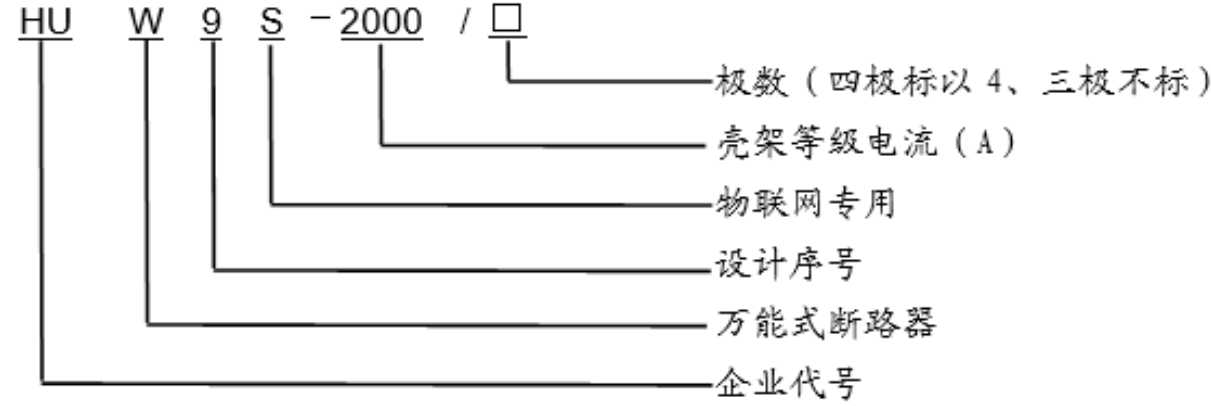 HU W 9 S - 2000 / □
极数（四极标以 4、三极不标）
壳架等级电流（A）
物联网专用
设计序号
万能式断路器
企业代号